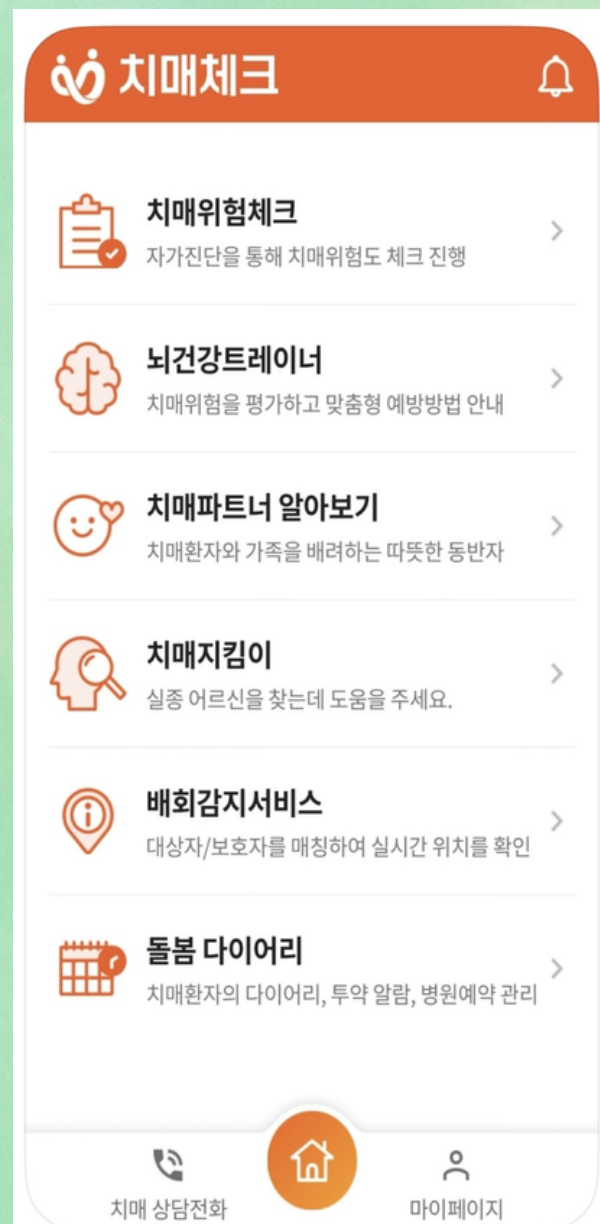 치매체크
치매위험체크
자가진단을 통해 치매위험도 체크 진행
뇌건강트레이너
치매위험을 평가하고 맞춤형 예방방법 안내
치매파트너 알아보기
치매환자와 가족을 배려하는 따뜻한 동반자
치매지킴이
실종 어르신을 찾는데 도움을 주세요.
배회감지서비스
대상자/보호자를 매칭하여 실시간 위치를 확인
돌봄 다이어리
치매환자의 다이어리, 투약 알람, 병원예약 관리
치매 상담전화
마이페이지